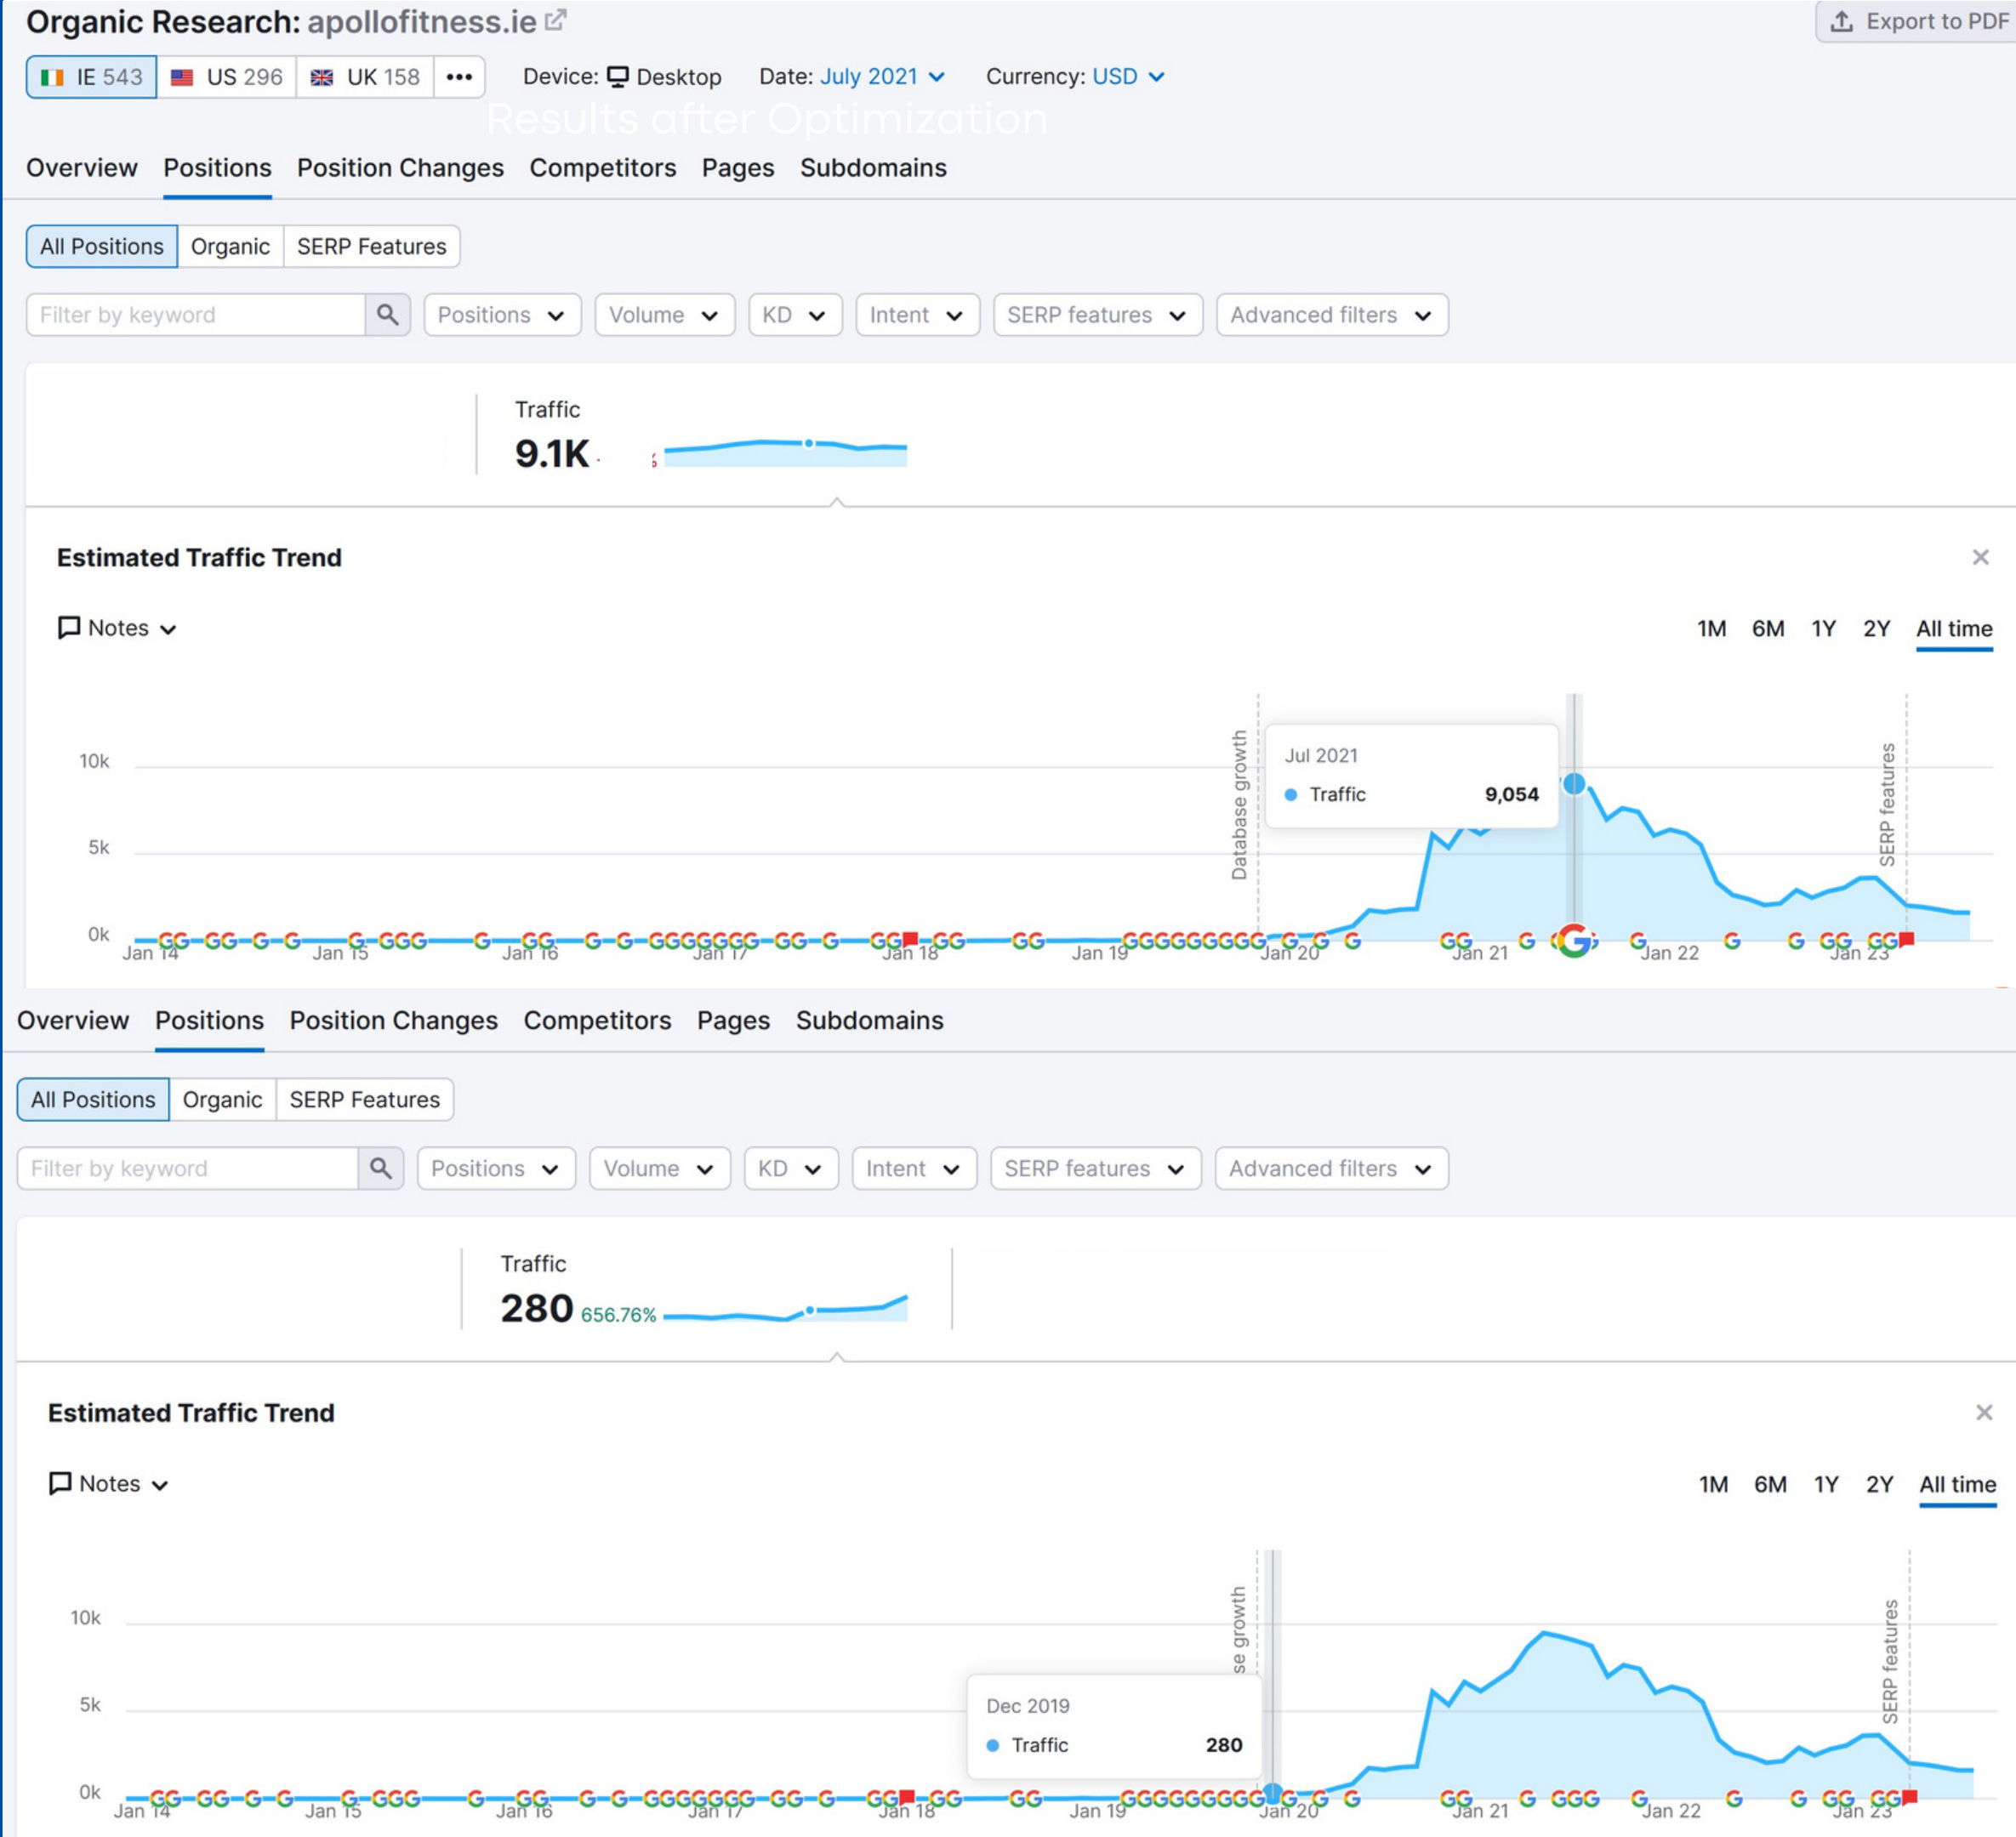 Organic Research: apollofitness.ie
Export to PDF
IE 543 US 296 UK 158 ••• Device: Desktop Date: July 2021 Currency: USD
Results after Optimization
Overview Positions Position Changes Competitors Pages Subdomains
All Positions Organic SERP Features
Filter by keyword Positions Volume KD Intent SERP features Advanced filters
Traffic
9.1K
Estimated Traffic Trend
Notes 1M 6M 1Y 2Y All time
Database growth
Jul 2021
Traffic 9,054
SERP features
10k
5k
0k
Jan 14 Jan 15 Jan 16 Jan 17 Jan 18 Jan 19 Jan 20 Jan 21 Jan 22 Jan 23
Overview Positions Position Changes Competitors Pages Subdomains
All Positions Organic SERP Features
Filter by keyword Positions Volume KD Intent SERP features Advanced filters
Traffic
280 656.76%
Estimated Traffic Trend
Notes 1M 6M 1Y 2Y All time
se growth
Dec 2019
Traffic 280
SERP features
10k
5k
0k
Jan 14 Jan 15 Jan 16 Jan 17 Jan 18 Jan 19 Jan 20 Jan 21 Jan 22 Jan 23